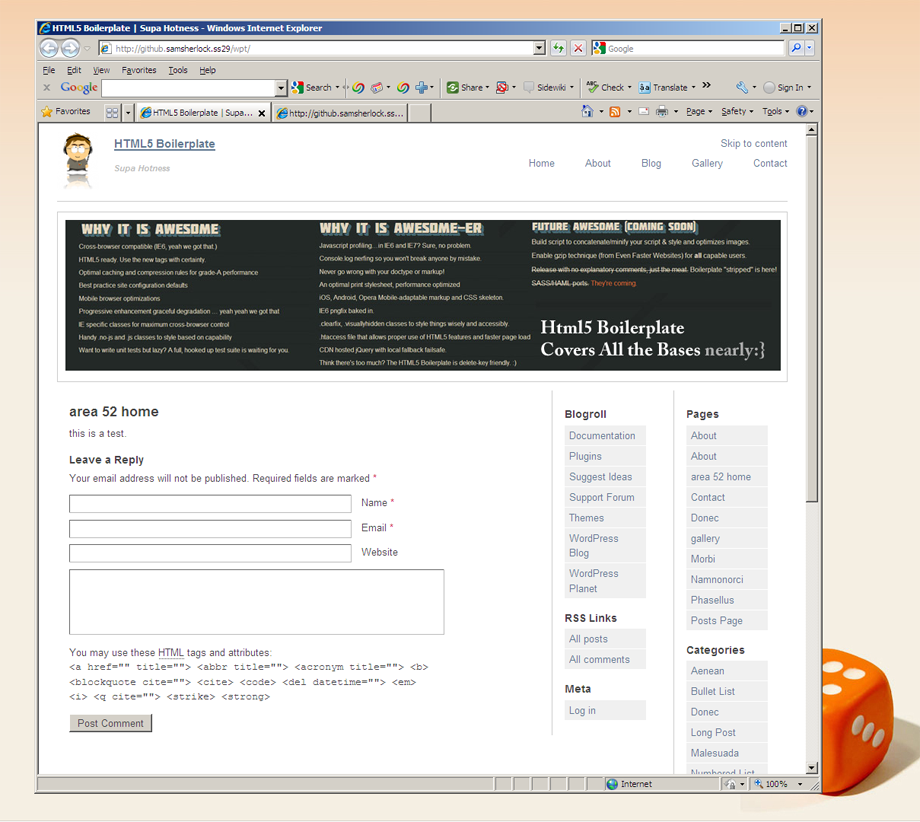 HTML5 Boilerplate | Supa Hotness - Windows Internet Explorer
http://github.samsherlock.ss29/wpt/
Google
File Edit View Favorites Tools Help
x Google Search Share Sidewiki Check Translate Sign In
Favorites HTML5 Boilerplate | Supa... http://github.samsherlock.ss... Page Safety Tools
HTML5 Boilerplate
Supa Hotness
Skip to content
Home About Blog Gallery Contact
WHY IT IS AWESOME
Cross-browser compatible (IE6, yeah we got that.)
HTML5 ready. Use the new tags with certainty.
Optimal caching and compression rules for grade-A performance
Best practice site configuration defaults
Mobile browser optimizations
Progressive enhancement graceful degradation ... yeah yeah we got that
IE specific classes for maximum cross-browser control
Handy .no-js and .js classes to style based on capability
Want to write unit tests but lazy? A full, hooked up test suite is waiting for you.
WHY IT IS AWESOME-ER
Javascript profiling... in IE6 and IE7? Sure, no problem.
Console.log nerfing so you won't break anyone by mistake.
Never go wrong with your doctype or markup!
An optimal print stylesheet, performance optimized
iOS, Android, Opera Mobile-adaptable markup and CSS skeleton.
IE6 pngfix baked in.
.clearfix, .visuallyhidden classes to style things wisely and accessibly.
.htaccess file that allows proper use of HTML5 features and faster page load
CDN hosted jQuery with local fallback failsafe.
Think there's too much? The HTML5 Boilerplate is delete-key friendly. :)
FUTURE AWESOME (COMING SOON)
Build script to concatenate/minify your script & style and optimizes images.
Enable gzip technique (from Even Faster Websites) for all capable users.
Release with no explanatory comments, just the meat. Boilerplate "stripped" is here!
SASS/HAML ports. They're coming.
Html5 Boilerplate
Covers All the Bases nearly:}
area 52 home
this is a test.
Leave a Reply
Your email address will not be published. Required fields are marked *
Name *
Email *
Website
You may use these HTML tags and attributes:
<a href="" title=""> <abbr title=""> <acronym title=""> <b>
<blockquote cite=""> <cite> <code> <del datetime=""> <em>
<i> <q cite=""> <strike> <strong>
Post Comment
Blogroll
Documentation
Plugins
Suggest Ideas
Support Forum
Themes
WordPress
Blog
WordPress
Planet
RSS Links
All posts
All comments
Meta
Log in
Pages
About
About
area 52 home
Contact
Donec
gallery
Morbi
Namnonorci
Phasellus
Posts Page
Categories
Aenean
Bullet List
Donec
Long Post
Malesuada
Numbered List
Internet 100%